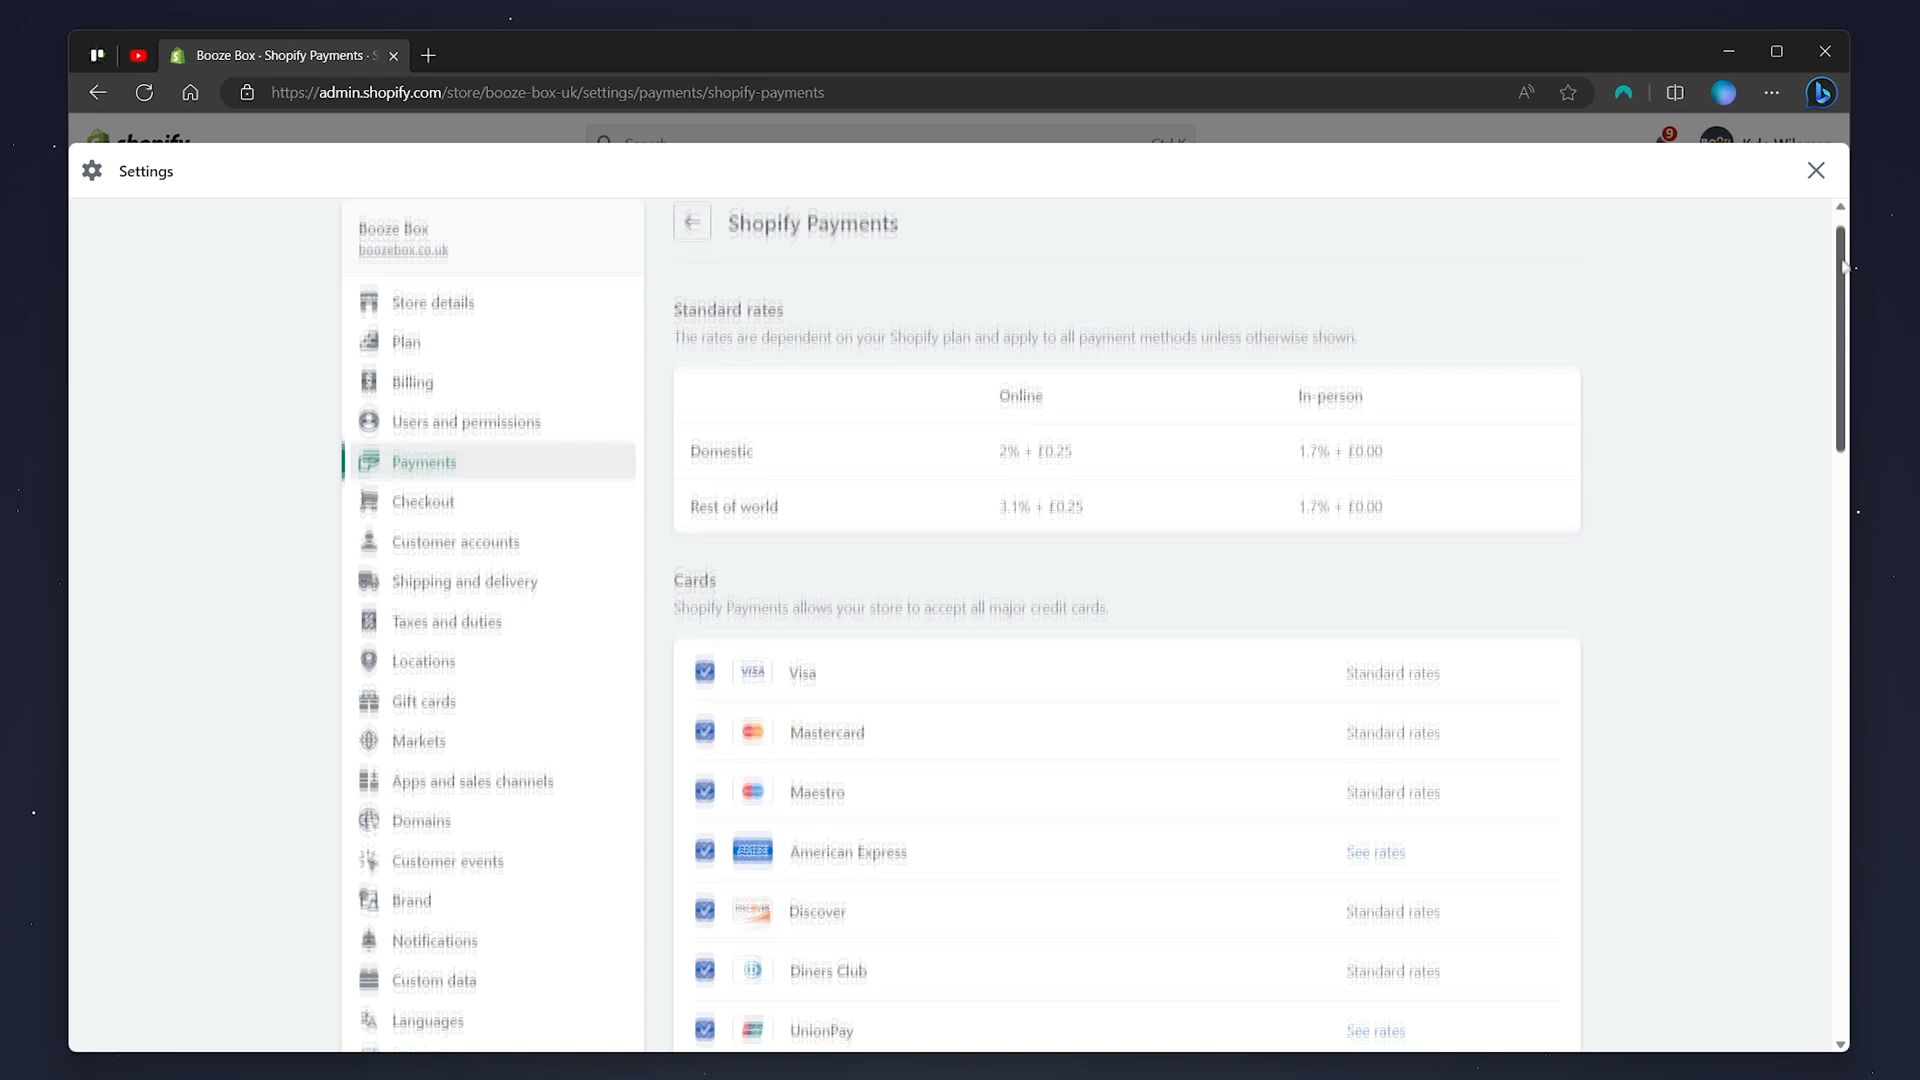 Booze Box · Shopify Payments · S
https://admin.shopify.com/store/booze-box-uk/settings/payments/shopify-payments
shopify
Search
Ctrl K
9
Settings
Booze Box
boozebox.co.uk
Store details
Plan
Billing
Users and permissions
Payments
Checkout
Customer accounts
Shipping and delivery
Taxes and duties
Locations
Gift cards
Markets
Apps and sales channels
Domains
Customer events
Brand
Notifications
Custom data
Languages
Shopify Payments
Standard rates
The rates are dependent on your Shopify plan and apply to all payment methods unless otherwise shown.
Online In-person
Domestic 2% + £0.25 1.7% + £0.00
Rest of world 3.1% + £0.25 1.7% + £0.00
Cards
Shopify Payments allows your store to accept all major credit cards.
VISA Visa Standard rates
Mastercard Standard rates
Maestro Standard rates
AMEX American Express See rates
DISCOVER Discover Standard rates
Diners Club Standard rates
UnionPay See rates